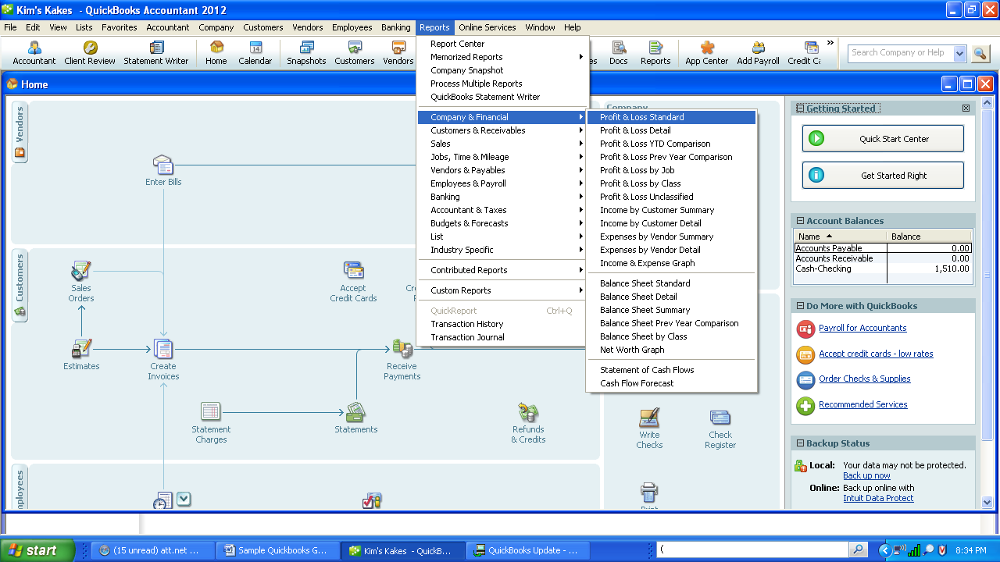 Kim's Kakes - QuickBooks Accountant 2012
File Edit View Lists Favorites Accountant Company Customers Vendors Employees Banking Reports Online Services Window Help
Accountant Client Review Statement Writer Home Snapshots Customers Vendors Docs Reports App Center Add Payroll Search Company or Help
Home
Vendors
Enter Bills
Customers
Sales Orders
Accept Credit Cards
Estimates
Create Invoices
Receive Payments
Statement Charges
Statements
Refunds & Credits
Report Center
Memorized Reports
Company Snapshot
Process Multiple Reports
QuickBooks Statement Writer
Company & Financial
Customers & Receivables
Sales
Jobs, Time & Mileage
Vendors & Payables
Employees & Payroll
Banking
Accountant & Taxes
Budgets & Forecasts
List
Industry Specific
Contributed Reports
Custom Reports
QuickReport Ctrl+Q
Transaction History
Transaction Journal
Company
Profit & Loss Standard
Profit & Loss Detail
Profit & Loss YTD Comparison
Profit & Loss Prev Year Comparison
Profit & Loss by Job
Profit & Loss by Class
Profit & Loss Unclassified
Income by Customer Summary
Income by Customer Detail
Expenses by Vendor Summary
Expenses by Vendor Detail
Income & Expense Graph
Balance Sheet Standard
Balance Sheet Detail
Balance Sheet Summary
Balance Sheet Prev Year Comparison
Balance Sheet by Class
Net Worth Graph
Statement of Cash Flows
Cash Flow Forecast
Write Checks
Check Register
Getting Started
Quick Start Center
Get Started Right
Account Balances
Name Balance
Accounts Payable 0.00
Accounts Receivable 0.00
Cash-Checking 1,510.00
Do More with QuickBooks
Payroll for Accountants
Accept credit cards - low rates
Order Checks & Supplies
Recommended Services
Backup Status
Local: Your data may not be protected.
Back up now
Online: Back up online with
Intuit Data Protect
start (15 unread) att.net ... Sample Quickbooks G... Kim's Kakes - QuickB... QuickBooks Update - ... ( 8:34 PM